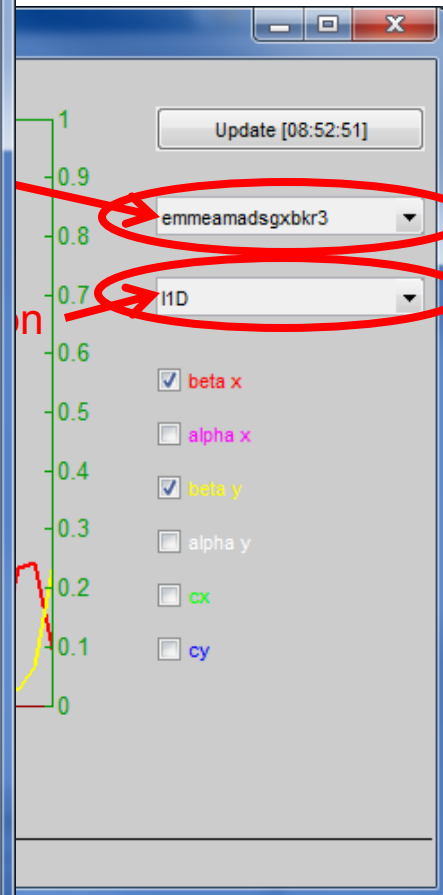 1
Update [08:52:51]
0.9
emmeamadsgxbkr3
0.8
0.7
on
l1D
0.6
beta x
0.5
alpha x
0.4
beta y
0.3
alpha y
0.2
cx
0.1
cy
0